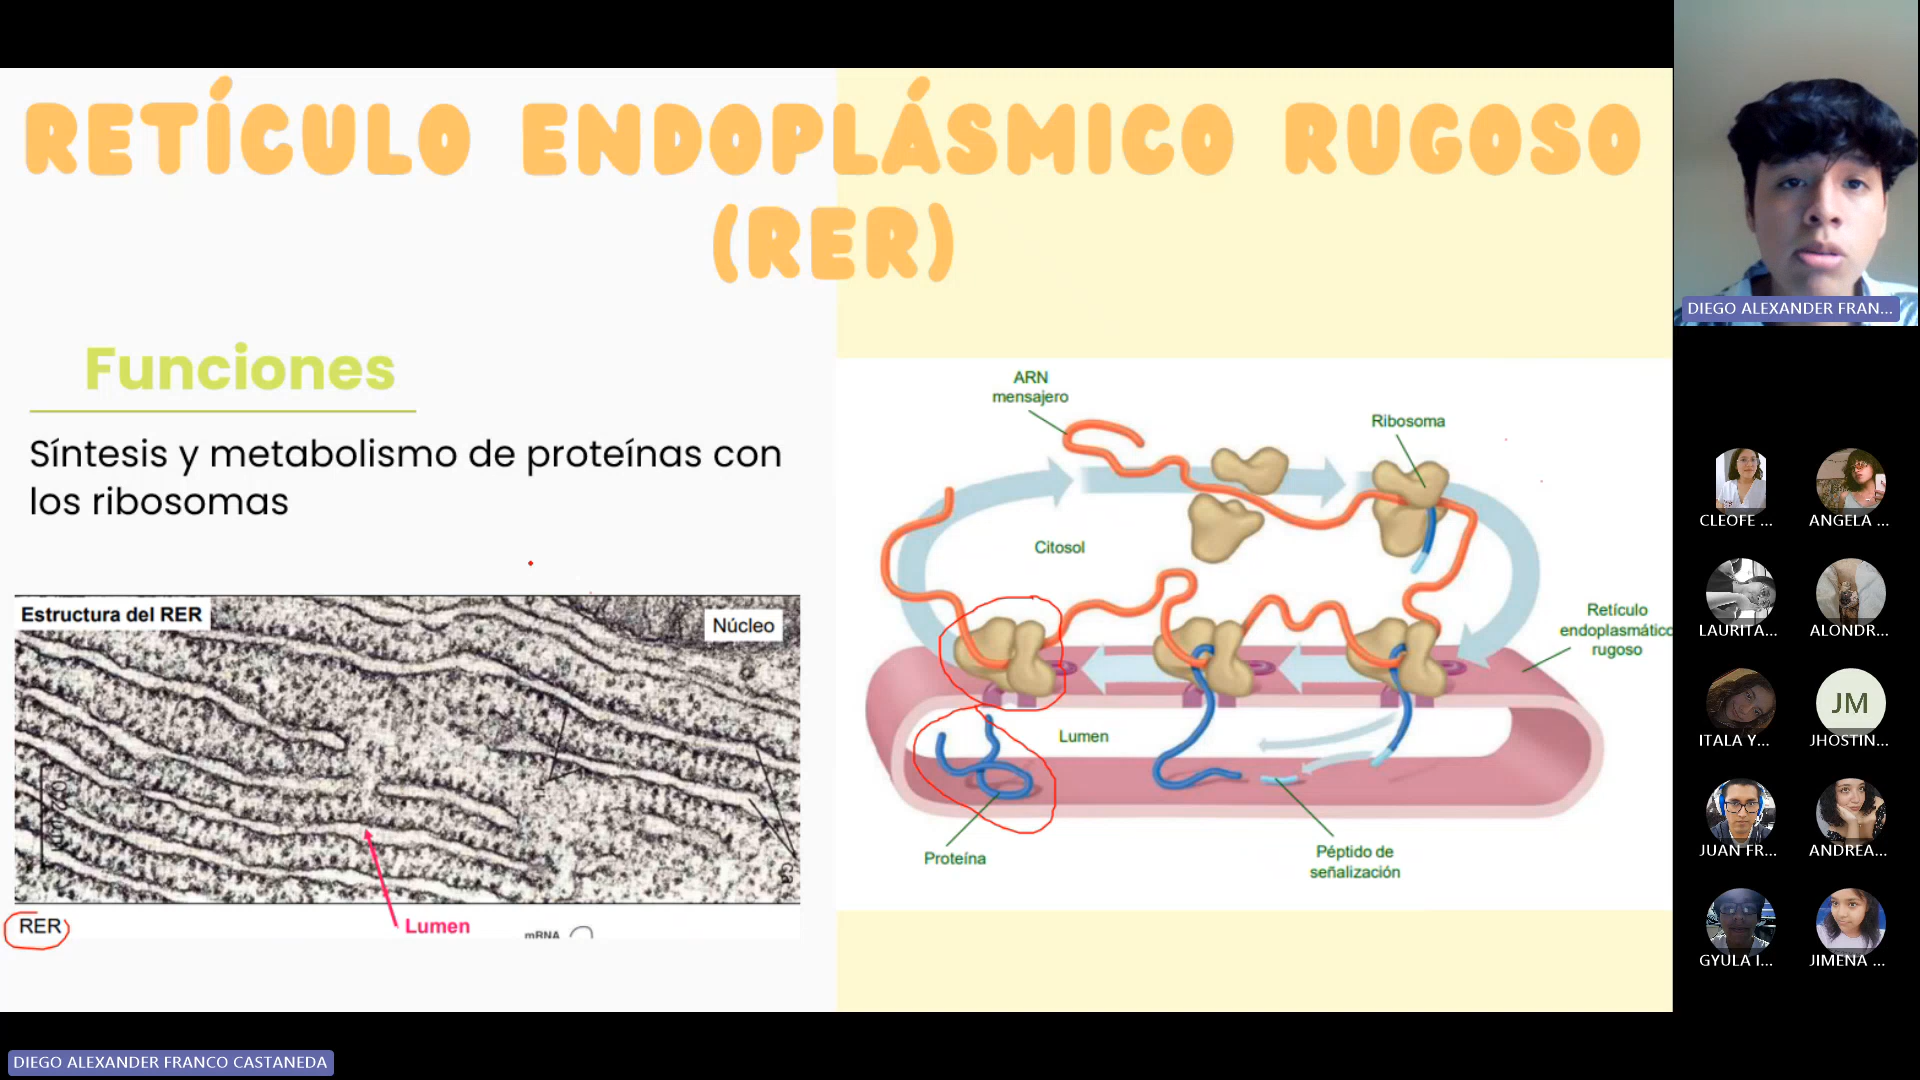 RETÍCULO ENDOPLÁSMICO RUGOSO
(RER)
Funciones
Síntesis y metabolismo de proteínas con
los ribosomas
Estructura del RER
Núcleo
RER
Lumen
mRNA
ARN
mensajero
Ribosoma
Citosol
Retículo
endoplasmático
rugoso
Lumen
Proteína
Péptido de
señalización
DIEGO ALEXANDER FRAN...
CLEOFE ...
ANGELA ...
LAURITA...
ALONDR...
ITALA Y...
JM
JHOSTIN...
JUAN FR...
ANDREA...
GYULA I...
JIMENA ...
DIEGO ALEXANDER FRANCO CASTANEDA